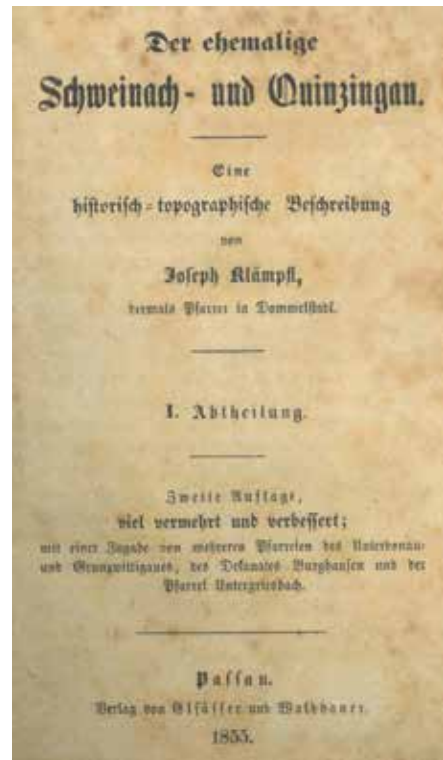 Der ehemalige
Schweinach- und Quinzingau.
Eine
historisch-topographische Beschreibung
von
Joseph Klämpfl,
dermals Pfarrer in Dommelstadl.
I. Abtheilung.
Zweite Auflage,
viel vermehrt und verbessert;
mit einer Zugabe von mehreren Pfarreien des Unterdonau-
und Grunzwittigaues, des Dekanates Burghausen und der
Pfarrei Untergriesbach.
Passau.
Verlag von Elsässer und Waldbauer.
1855.